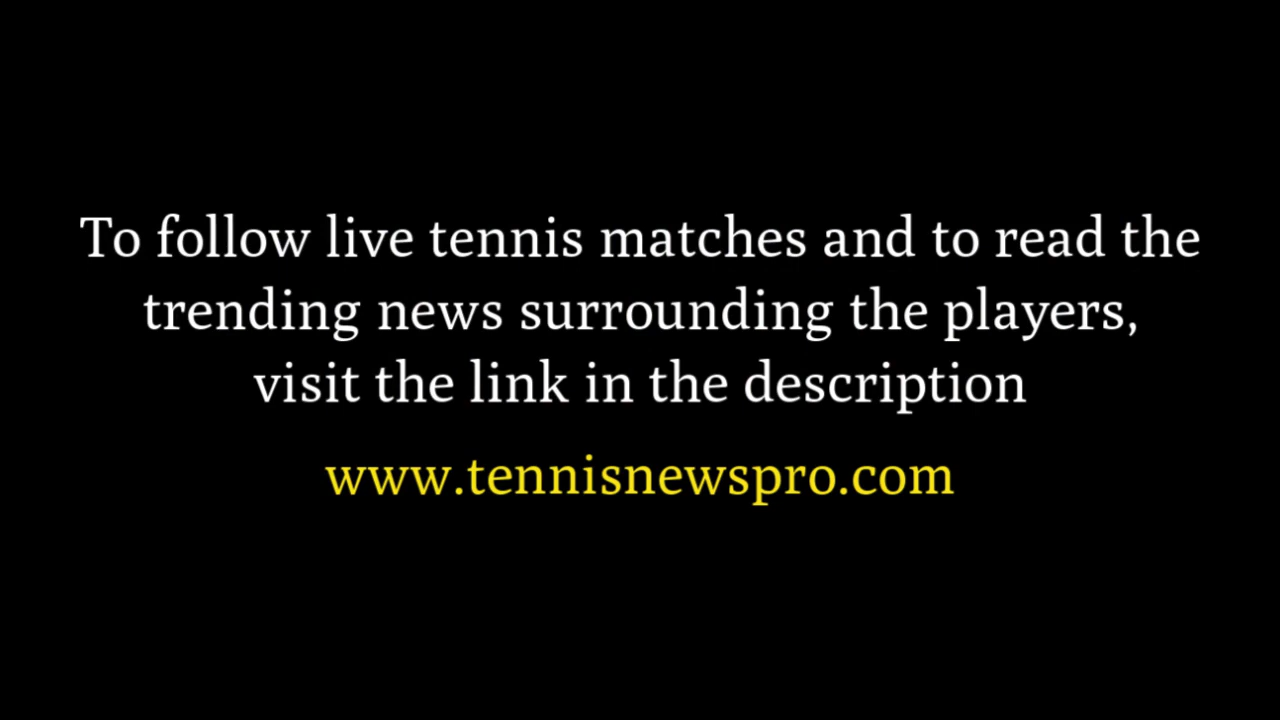 To follow live tennis matches and to read the
trending news surrounding the players,
visit the link in the description
www.tennisnewspro.com